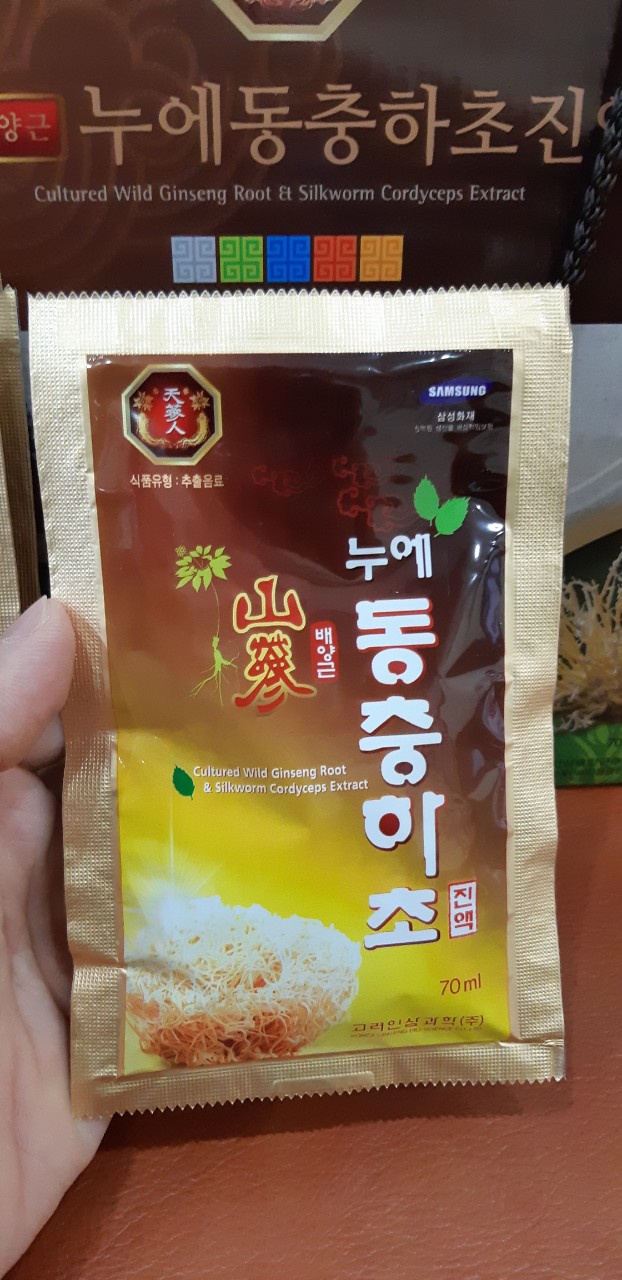 양근
누에동충하초진
Cultured Wild Ginseng Root & Silkworm Cordyceps Extract
天蔘人
식품유형 : 추출음료
SAMSUNG
삼성화재
누에
동충하초
진액
山蔘
배양근
Cultured Wild Ginseng Root
& Silkworm Cordyceps Extract
70ml
고려인삼과학(주)